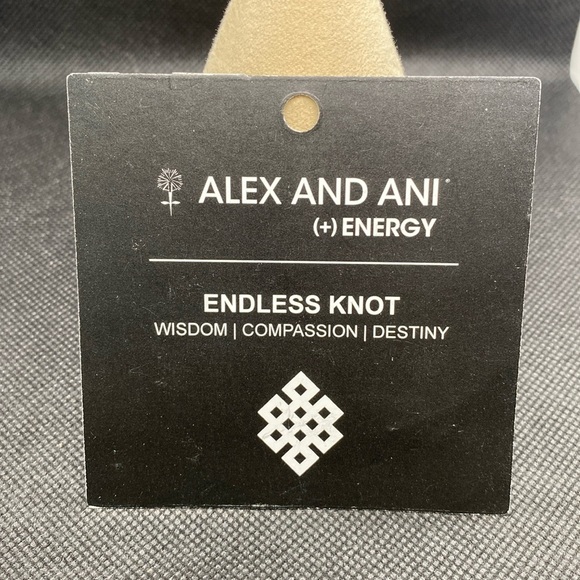 ALEX AND ANI
(+) ENERGY
ENDLESS KNOT
WISDOM | COMPASSION | DESTINY